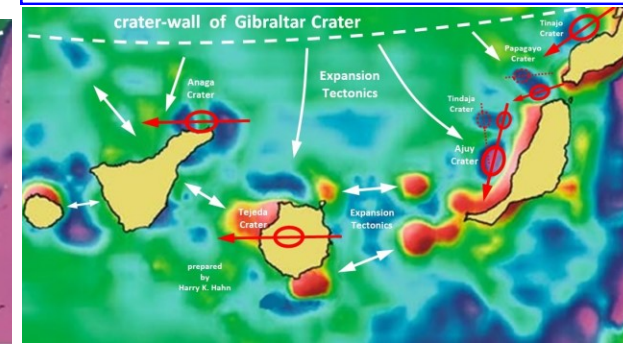 crater-wall of Gibraltar Crater
Tinajo
Crater
Papagayo
Crater
Anaga
Crater
Expansion
Tectonics
Tindaja
Crater
Ajuy
Crater
Tejeda
Crater
Expansion
Tectonics
prepared
by
Harry K. Hahn